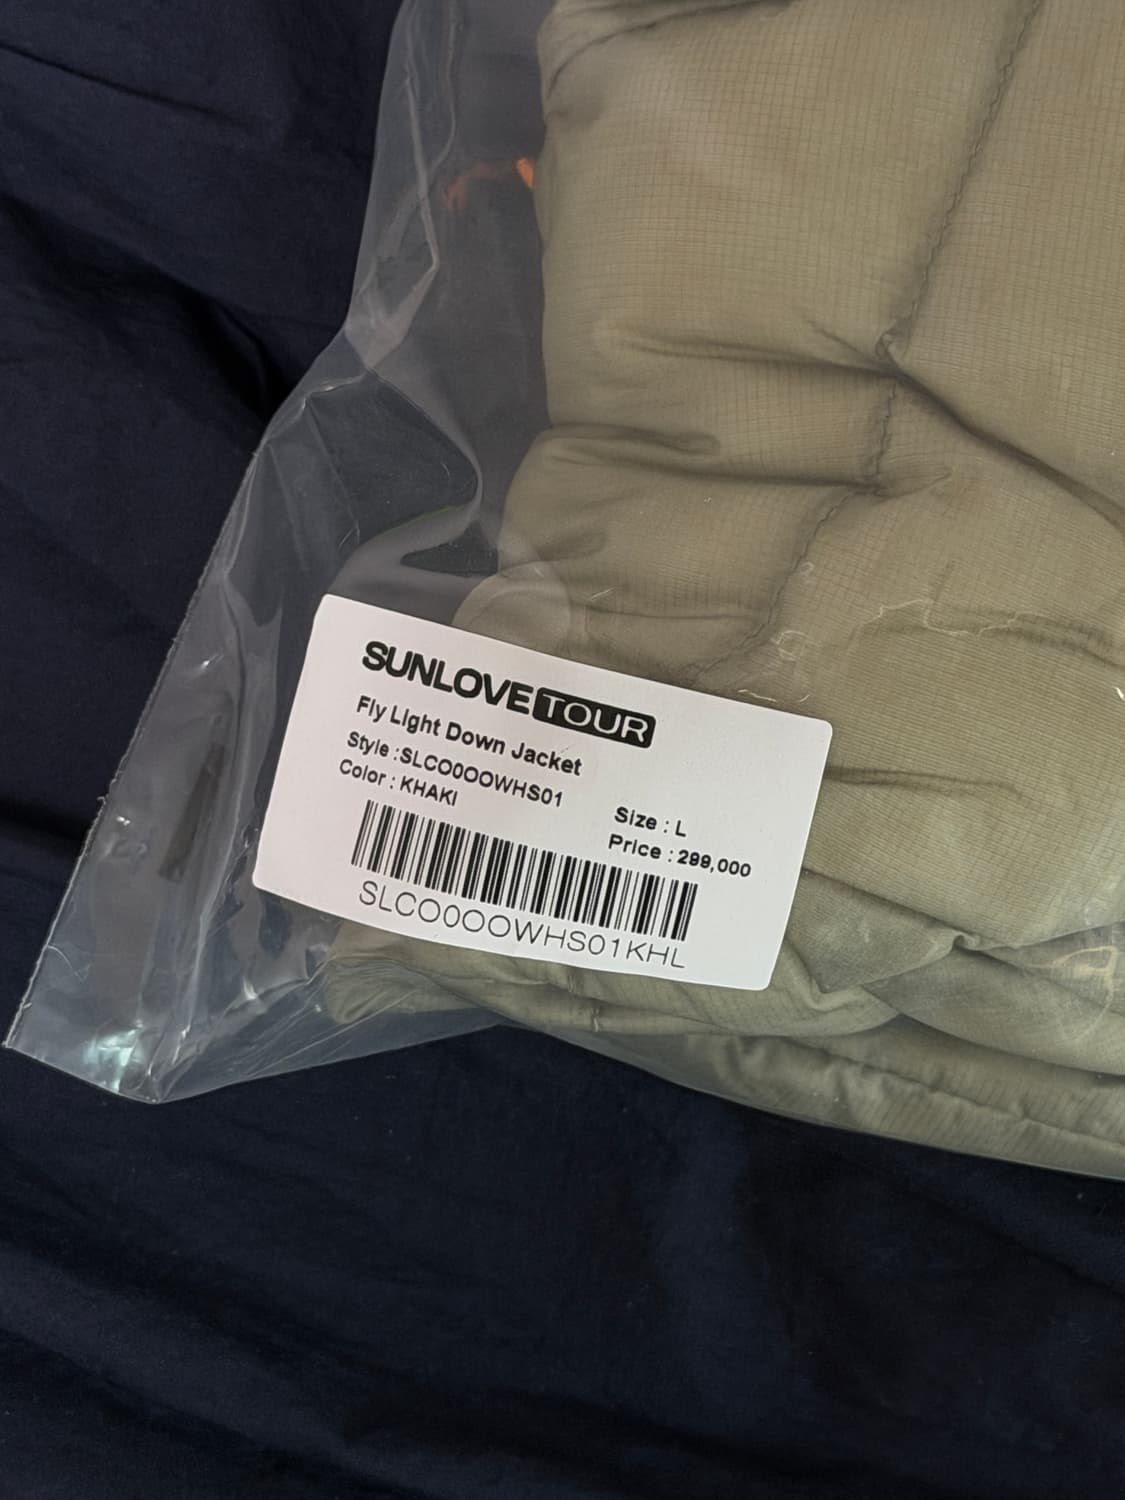 SUNLOVE TOUR
Fly Light Down Jacket
Style :SLCO0OOWHS01
Color : KHAKI
Size : L
Price : 299,000
SLCO0OOWHS01KHL